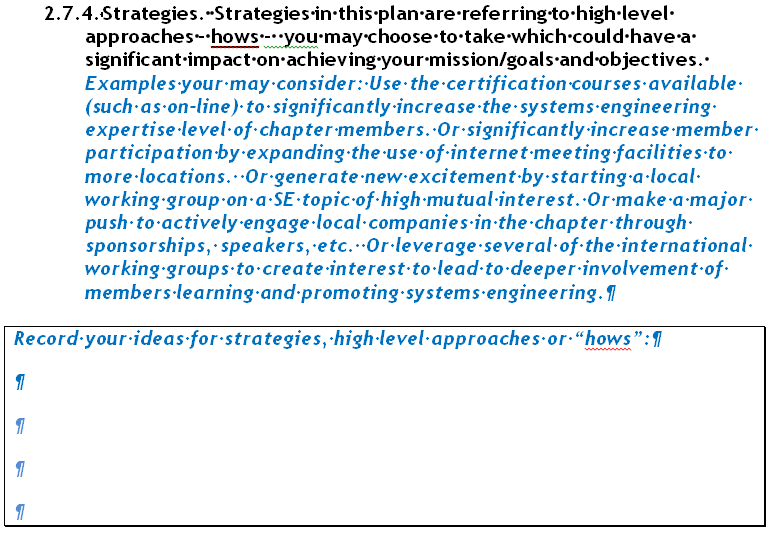 2.7.4. Strategies. Strategies in this plan are referring to high level
approaches - hows - you may choose to take which could have a
significant impact on achieving your mission/goals and objectives.
Examples your may consider: Use the certification courses available
(such as on-line) to significantly increase the systems engineering
expertise level of chapter members. Or significantly increase member
participation by expanding the use of internet meeting facilities to
more locations. Or generate new excitement by starting a local
working group on a SE topic of high mutual interest. Or make a major
push to actively engage local companies in the chapter through
sponsorships, speakers, etc. Or leverage several of the international
working groups to create interest to lead to deeper involvement of
members learning and promoting systems engineering.¶
Record your ideas for strategies, high level approaches or “hows”:¶
¶
¶
¶
¶